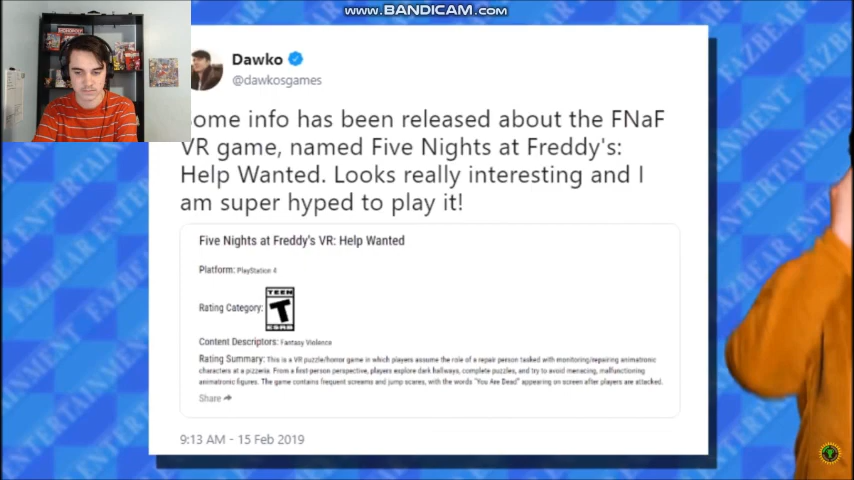 www.BANDICAM.com
Dawko
@dawkosgames
Some info has been released about the FNaF
VR game, named Five Nights at Freddy's:
Help Wanted. Looks really interesting and I
am super hyped to play it!
Five Nights at Freddy's VR: Help Wanted
Platform: PlayStation 4
TEEN
Rating Category: T
ESRB
Content Descriptors: Fantasy Violence
Rating Summary: This is a VR puzzle/horror game in which players assume the role of a repair person tasked with monitoring/repairing animatronic
characters at a pizzeria. From a first-person perspective, players explore dark hallways, complete puzzles, and try to avoid menacing, malfunctioning
animatronic figures. The game contains frequent screams and jump scares, with the words "You Are Dead" appearing on screen after players are attacked.
Share
9:13 AM - 15 Feb 2019
FAZBEAR ENTERTAINMENT